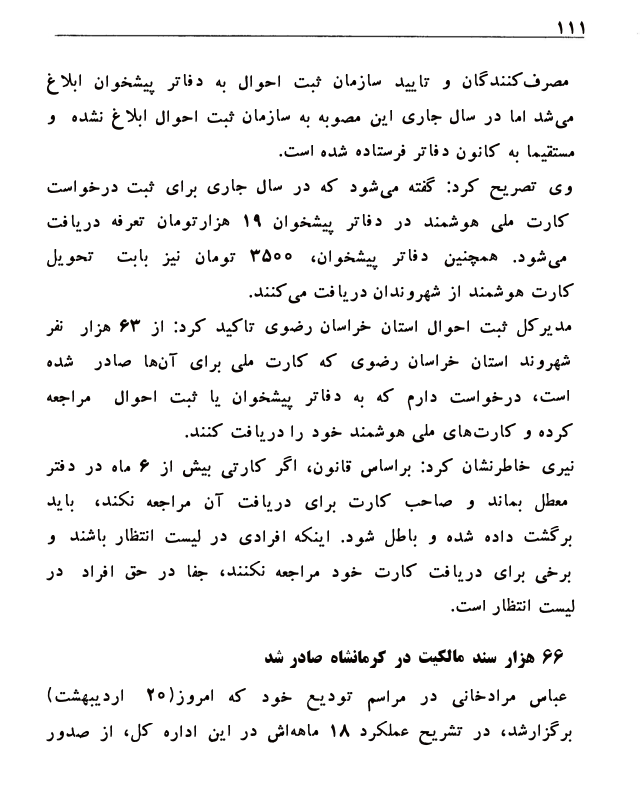 ۱۱۱
مصرف‌کنندگان و تایید سازمان ثبت احوال به دفاتر پیشخوان ابلاغ
می‌شد اما در سال جاری این مصوبه به سازمان ثبت احوال ابلاغ نشده و
مستقیما به کانون دفاتر فرستاده شده است.
وی تصریح کرد: گفته می‌شود که در سال جاری برای ثبت درخواست
کارت ملی هوشمند در دفاتر پیشخوان ۱۹ هزارتومان تعرفه دریافت
می‌شود. همچنین دفاتر پیشخوان، ۳۵۰۰ تومان نیز بابت تحویل
کارت هوشمند از شهروندان دریافت می‌کنند.
مدیرکل ثبت احوال استان خراسان رضوی تاکید کرد: از ۶۳ هزار نفر
شهروند استان خراسان رضوی که کارت ملی برای آن‌ها صادر شده
است، درخواست دارم که به دفاتر پیشخوان یا ثبت احوال مراجعه
کرده و کارت‌های ملی هوشمند خود را دریافت کنند.
نیری خاطرنشان کرد: براساس قانون، اگر کارتی بیش از ۶ ماه در دفتر
معطل بماند و صاحب کارت برای دریافت آن مراجعه نکند، باید
برگشت داده شده و باطل شود. اینکه افرادی در لیست انتظار باشند و
برخی برای دریافت کارت خود مراجعه نکنند، جفا در حق افراد در
لیست انتظار است.
۶۶ هزار سند مالکیت در کرمانشاه صادر شد
عباس مرادخانی در مراسم تودیع خود که امروز(۲۰ اردیبهشت)
برگزارشد، در تشریح عملکرد ۱۸ ماهه‌اش در این اداره کل، از صدور